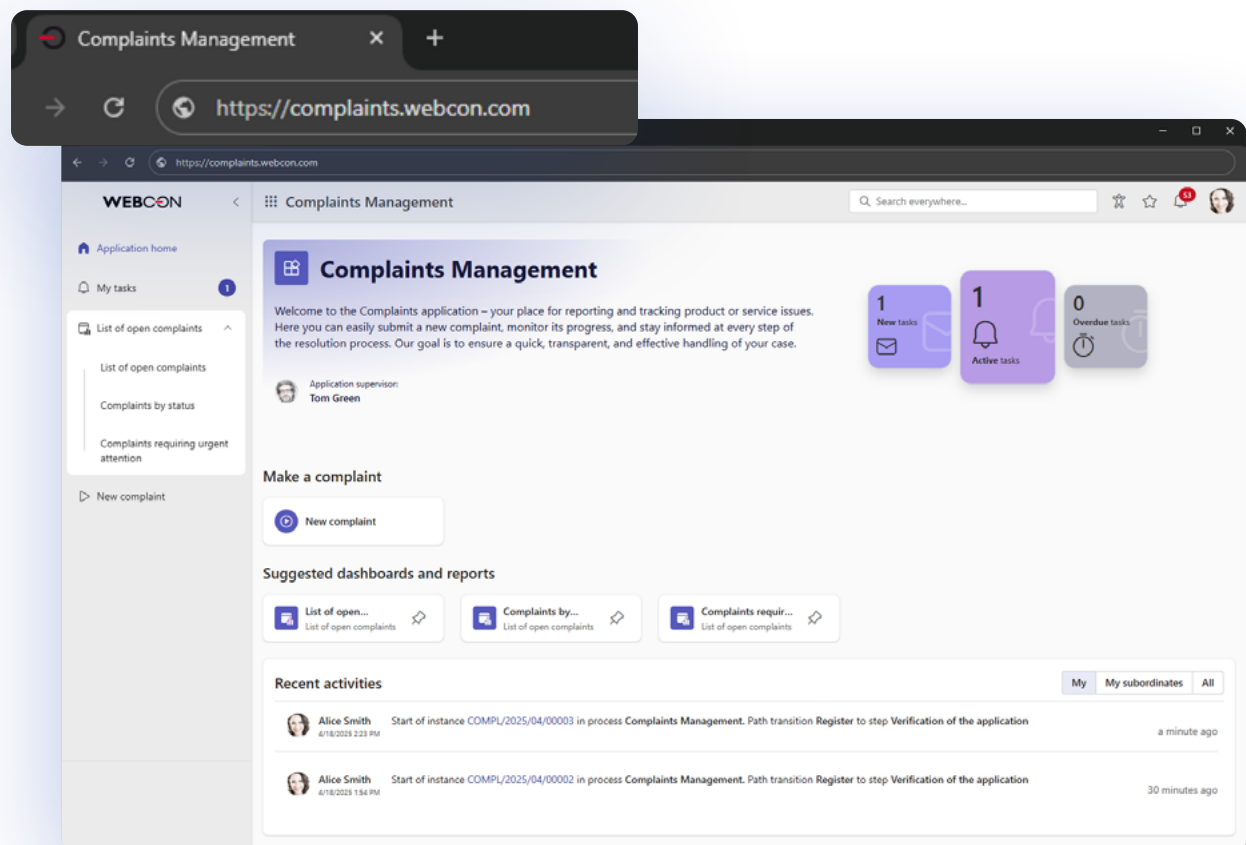 Complaints Management
https://complaints.webcon.com
https://complaints.webcon.com
WEBCON
Complaints Management
Search everywhere...
53
Application home
My tasks
1
List of open complaints
List of open complaints
Complaints by status
Complaints requiring urgent
attention
New complaint
Complaints Management
Welcome to the Complaints application – your place for reporting and tracking product or service issues.
Here you can easily submit a new complaint, monitor its progress, and stay informed at every step of
the resolution process. Our goal is to ensure a quick, transparent, and effective handling of your case.
Application supervisor:
Tom Green
1
New tasks
1
Active tasks
0
Overdue tasks
Make a complaint
New complaint
Suggested dashboards and reports
List of open...
List of open complaints
Complaints by...
List of open complaints
Complaints requir...
List of open complaints
Recent activities
My
My subordinates
All
Alice Smith
4/18/2025 2:23 PM
Start of instance COMPL/2025/04/00003 in process Complaints Management. Path transition Register to step Verification of the application
a minute ago
Alice Smith
4/18/2025 1:54 PM
Start of instance COMPL/2025/04/00002 in process Complaints Management. Path transition Register to step Verification of the application
30 minutes ago